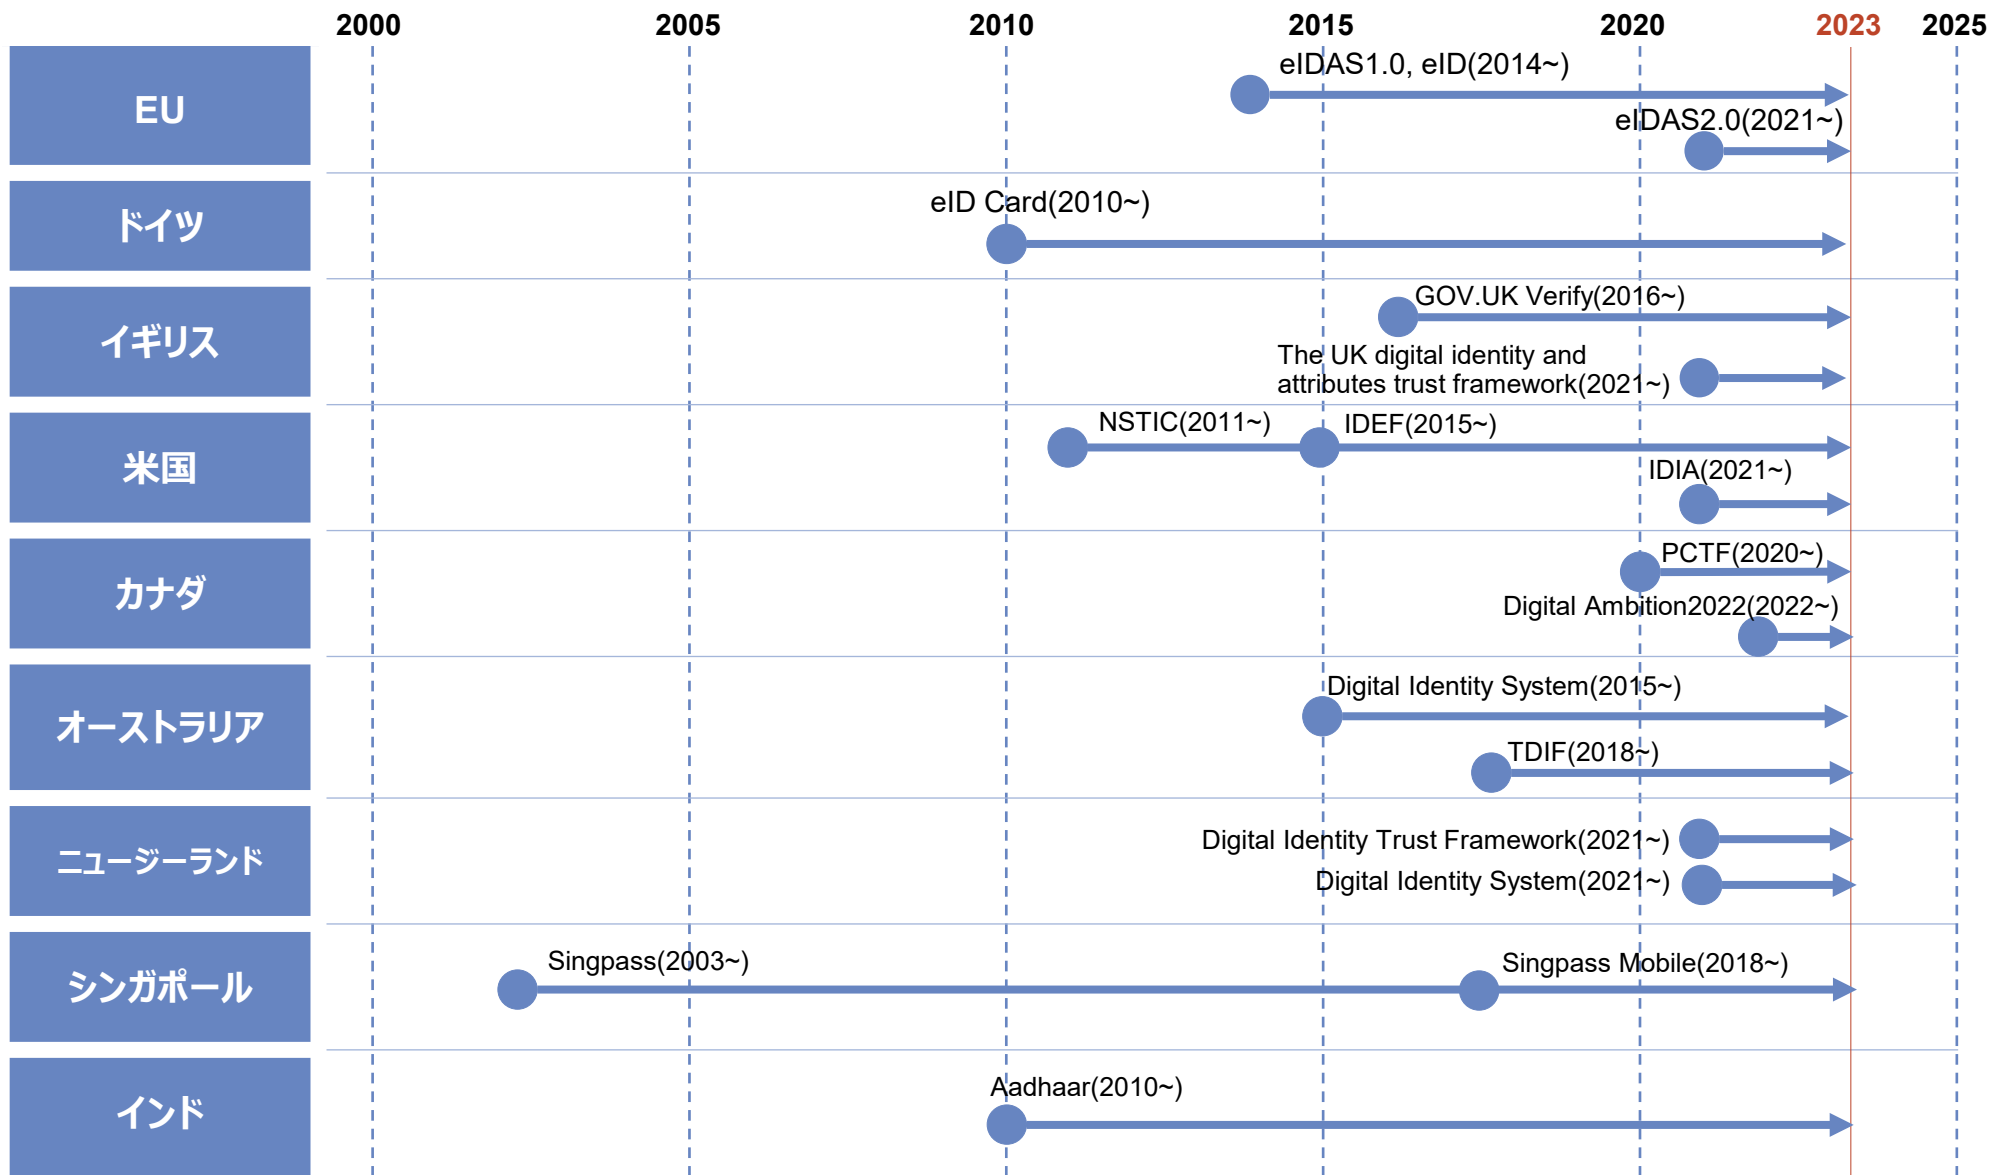 2000 2005 2010 2015 2020 2023 2025
EU
eIDAS1.0, eID(2014~)
eIDAS2.0(2021~)
ドイツ
eID Card(2010~)
イギリス
GOV.UK Verify(2016~)
The UK digital identity and
attributes trust framework(2021~)
米国
NSTIC(2011~)
IDEF(2015~)
IDIA(2021~)
カナダ
PCTF(2020~)
Digital Ambition2022(2022~)
オーストラリア
Digital Identity System(2015~)
TDIF(2018~)
ニュージーランド
Digital Identity Trust Framework(2021~)
Digital Identity System(2021~)
シンガポール
Singpass(2003~)
Singpass Mobile(2018~)
インド
Aadhaar(2010~)